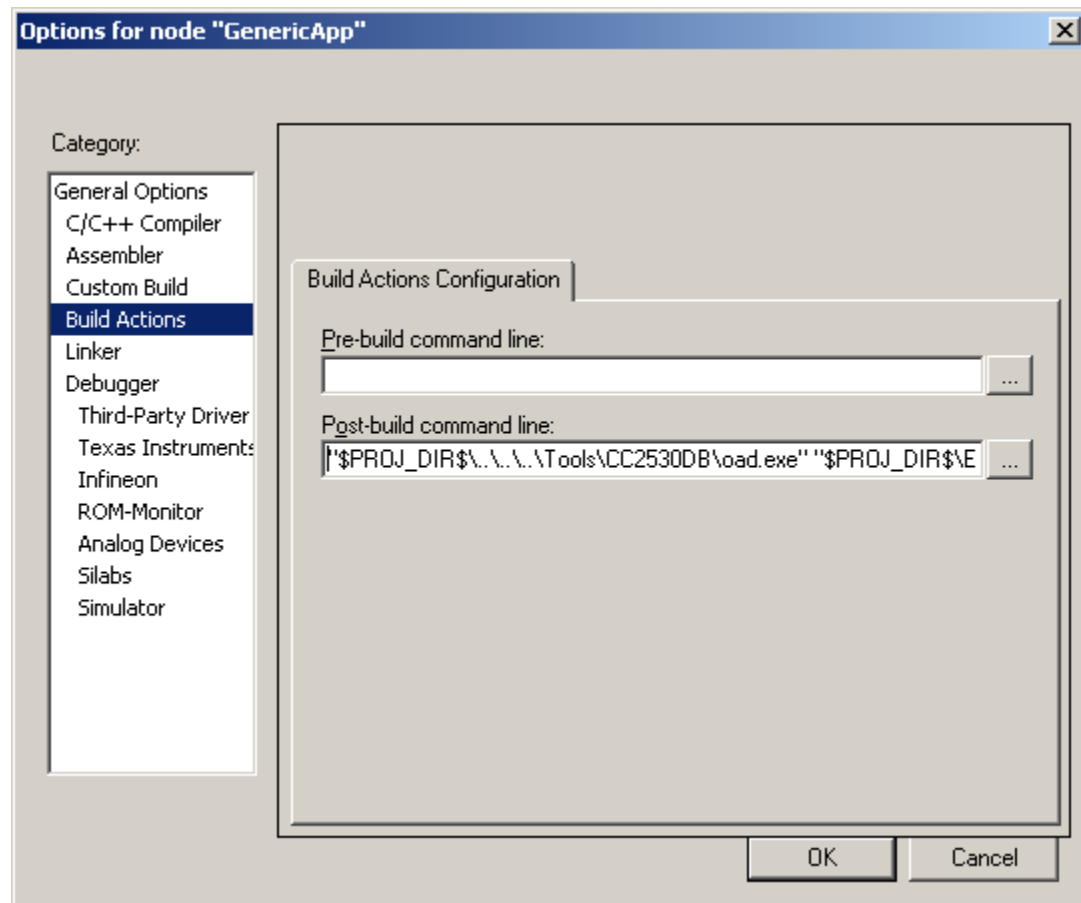 Options for node "GenericApp"
Category:
General Options
C/C++ Compiler
Assembler
Custom Build
Build Actions
Linker
Debugger
Third-Party Driver
Texas Instruments
Infineon
ROM-Monitor
Analog Devices
Silabs
Simulator
Build Actions Configuration
Pre-build command line:
...
Post-build command line:
"$PROJ_DIR$\..\..\..\Tools\CC2530DB\oad.exe" "$PROJ_DIR$\E
...
OK
Cancel